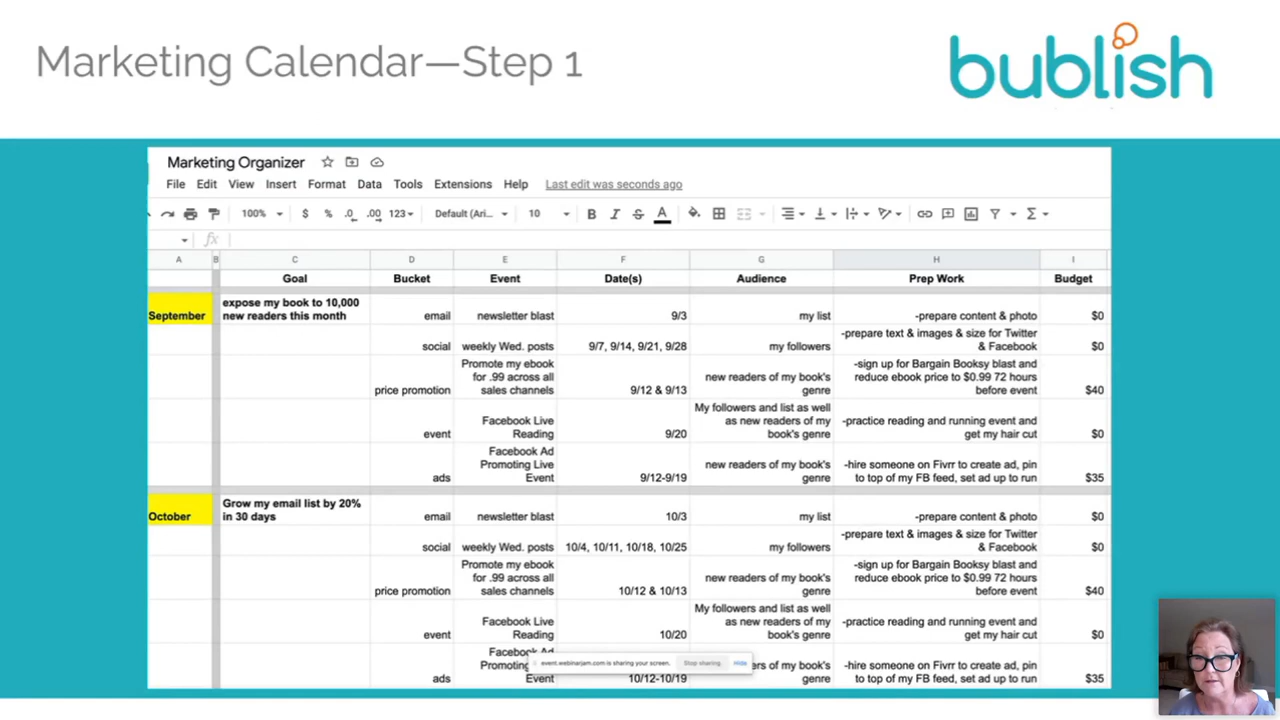 Marketing Calendar—Step 1
bublish
Marketing Organizer
File Edit View Insert Format Data Tools Extensions Help Last edit was seconds ago
100% $ % .0 .00 123 Default (Ari... 10 B I S A
fx
A B C D E F G H I
Goal Bucket Event Date(s) Audience Prep Work Budget
September
expose my book to 10,000
new readers this month
email
newsletter blast
9/3
my list
-prepare content & photo
$0
social
weekly Wed. posts
9/7, 9/14, 9/21, 9/28
my followers
-prepare text & images & size for Twitter
& Facebook
$0
price promotion
Promote my ebook
for .99 across all
sales channels
9/12 & 9/13
new readers of my book's
genre
-sign up for Bargain Booksy blast and
reduce ebook price to $0.99 72 hours
before event
$40
event
Facebook Live
Reading
9/20
My followers and list as well
as new readers of my
book's genre
-practice reading and running event and
get my hair cut
$0
ads
Facebook Ad
Promoting Live
Event
9/12-9/19
new readers of my book's
genre
-hire someone on Fivrr to create ad, pin
to top of my FB feed, set ad up to run
$35
October
Grow my email list by 20%
in 30 days
email
newsletter blast
10/3
my list
-prepare content & photo
$0
social
weekly Wed. posts
10/4, 10/11, 10/18, 10/25
my followers
-prepare text & images & size for Twitter
& Facebook
$0
price promotion
Promote my ebook
for .99 across all
sales channels
10/12 & 10/13
new readers of my book's
genre
-sign up for Bargain Booksy blast and
reduce ebook price to $0.99 72 hours
before event
$40
event
Facebook Live
Reading
10/20
My followers and list as well
as new readers of my
book's genre
-practice reading and running event and
get my hair cut
$0
ads
Facebook Ad
Promoting
Event
10/12-10/19
of my book's
genre
-hire someone on Fivrr to create ad, pin
to top of my FB feed, set ad up to run
$35
event.webinarjam.com is sharing your screen. Stop sharing Hide